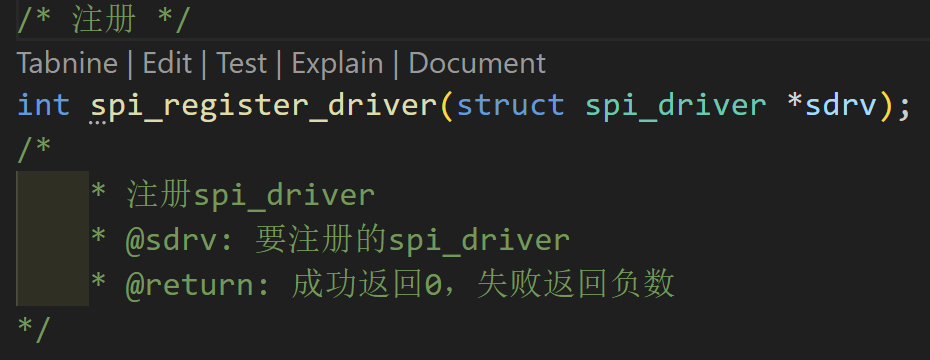 /* 注册 */
Tabnine | Edit | Test | Explain | Document
int spi_register_driver(struct spi_driver *sdrv);
/*
* 注册spi_driver
* @sdrv: 要注册的spi_driver
* @return: 成功返回0，失败返回负数
*/